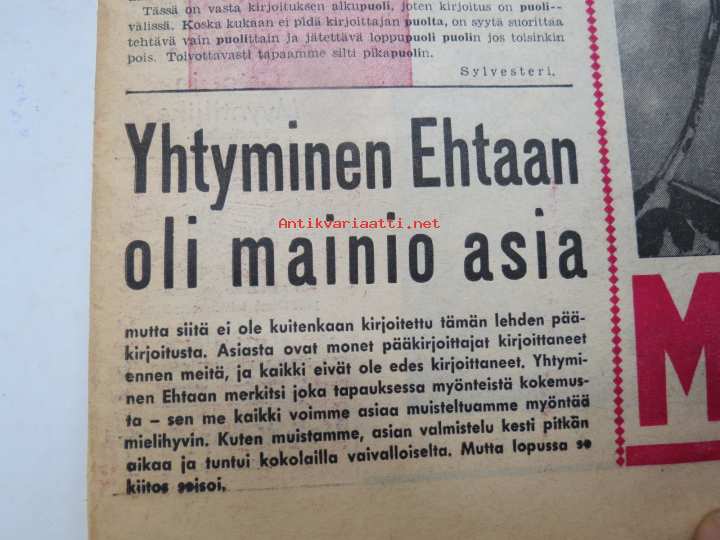 Tässä on vasta kirjoituksen alkupuoli, joten kirjoitus on puoli--
välissä. Koska kukaan ei pidä kirjoittajan puolta, on syytä suorittaa
tehtävä vain puolittain ja jätettävä loppupuoli puolin jos toisinkin
pois. Toivottavasti tapaamme silti pikapuolin.
Sylvesteri.
Yhtyminen Ehtaan
Antikvariaatti.net
oli mainio asia
mutta siitä ei ole kuitenkaan kirjoitettu tämän lehden pää-
kirjoitusta. Asiasta ovat monet pääkirjoittajat kirjoittaneet
ennen meitä, ja kaikki eivät ole edes kirjoittaneet. Yhtymi-
nen Ehtaan merkitsi joka tapauksessa myönteistä kokemus-
ta – sen me kaikki voimme asiaa muisteltuamme myöntää
mielihyvin. Kuten muistamme, asian valmistelu kesti pitkän
aikaa ja tuntui kokolailla vaivalloiselta. Mutta lopussa se
kiitos seisoi.
M